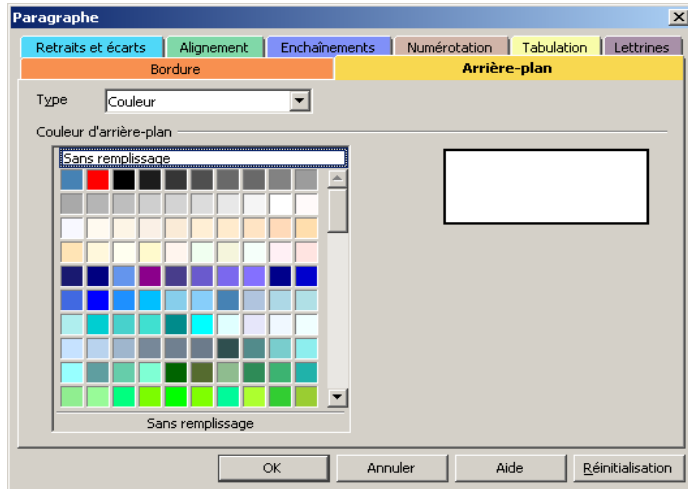 Paragraphe
Retraits et écarts Alignement Enchaînements Numérotation Tabulation Lettrines
Bordure Arrière-plan
Type Couleur
Couleur d'arrière-plan
Sans remplissage
Sans remplissage
OK Annuler Aide Réinitialisation